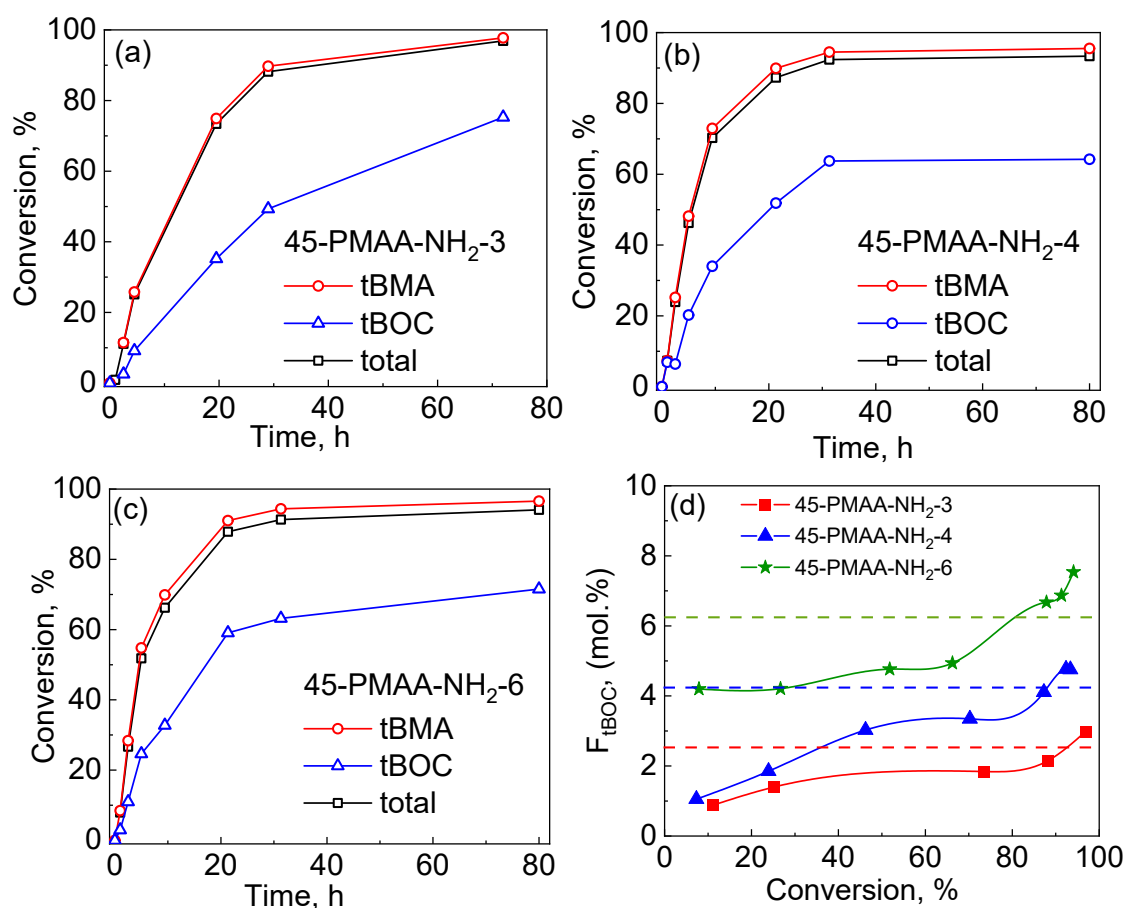 (a)
Conversion, %
100
80
60
40
20
0
45-PMAA-NH₂-3
tBMA
tBOC
total
0 20 40 60 80
Time, h
(b)
Conversion, %
100
80
60
40
20
0
45-PMAA-NH₂-4
tBMA
tBOC
total
0 20 40 60 80
Time, h
(c)
Conversion, %
100
80
60
40
20
0
45-PMAA-NH₂-6
tBMA
tBOC
total
0 20 40 60 80
Time, h
(d)
F_tBOC, (mol.%)
10
8
6
4
2
0
45-PMAA-NH₂-3
45-PMAA-NH₂-4
45-PMAA-NH₂-6
0 20 40 60 80 100
Conversion, %